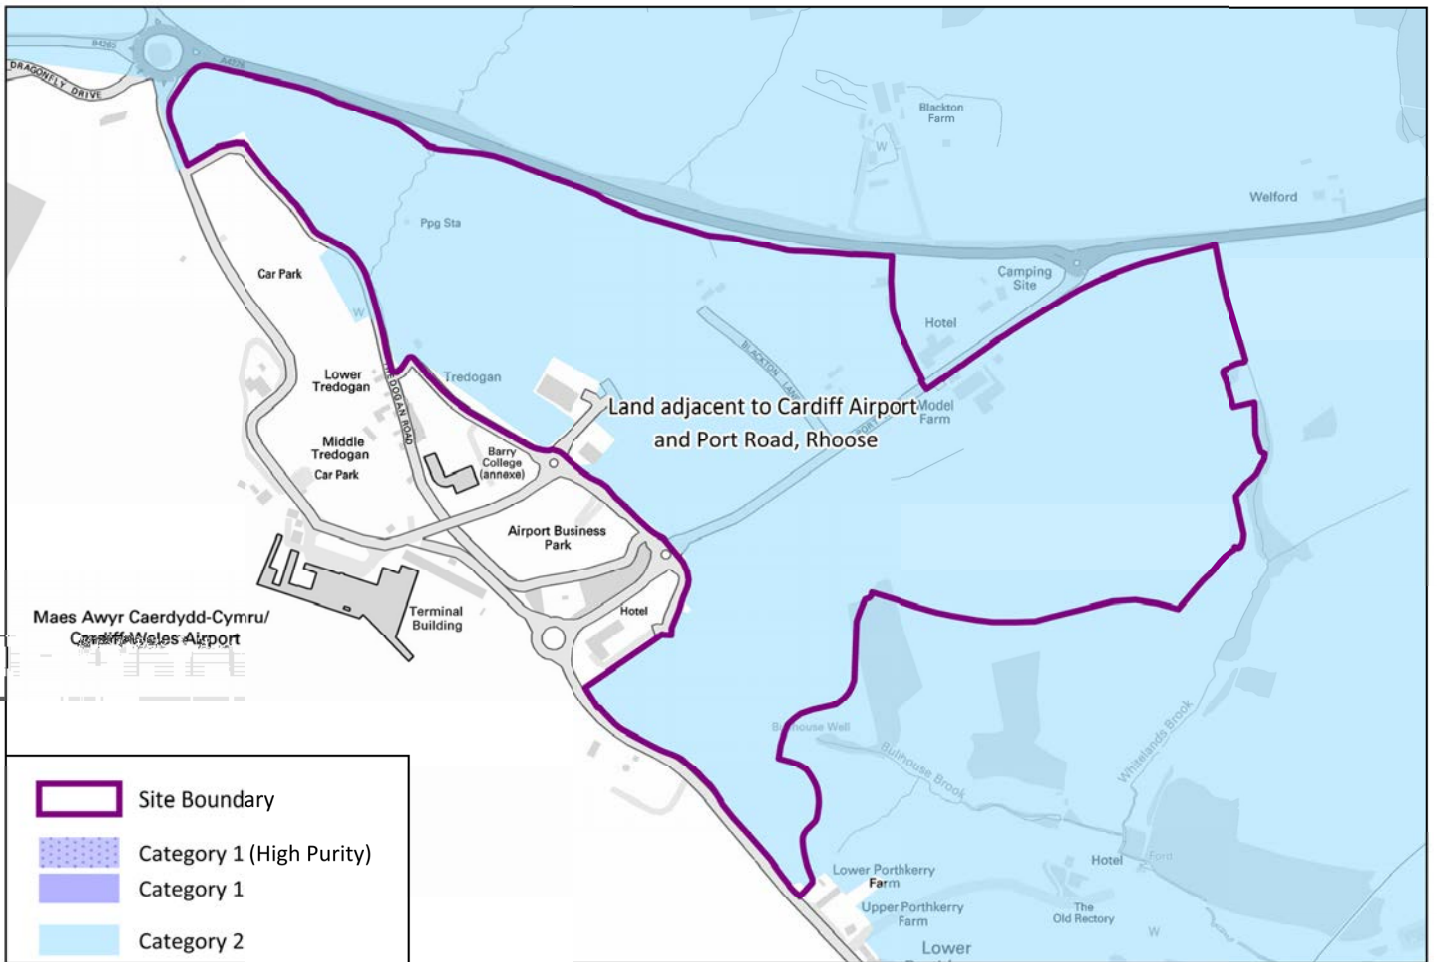 B4265
A4226
DRAGONFLY DRIVE
Blackton
Farm
W
Welford
Ppg Sta
Car Park
Camping
Site
W
Hotel
BLACKTON LANE
Lower
Tredogan
TREDOGAN ROAD
Tredogan
Land adjacent to Cardiff Airport
and Port Road, Rhoose
Model
Farm
Middle
Tredogan
Car Park
Barry
College
(annexe)
Airport Business
Park
Maes Awyr Caerdydd-Cymru/
Cardiff Wales Airport
Terminal
Building
Hotel
Bulhouse Well
Bulhouse Brook
Whitelands Brook
Site Boundary
Category 1 (High Purity)
Category 1
Category 2
Lower Porthkerry
Farm
Upper Porthkerry
Farm
Hotel
Ford
The
Old Rectory
W
Lower